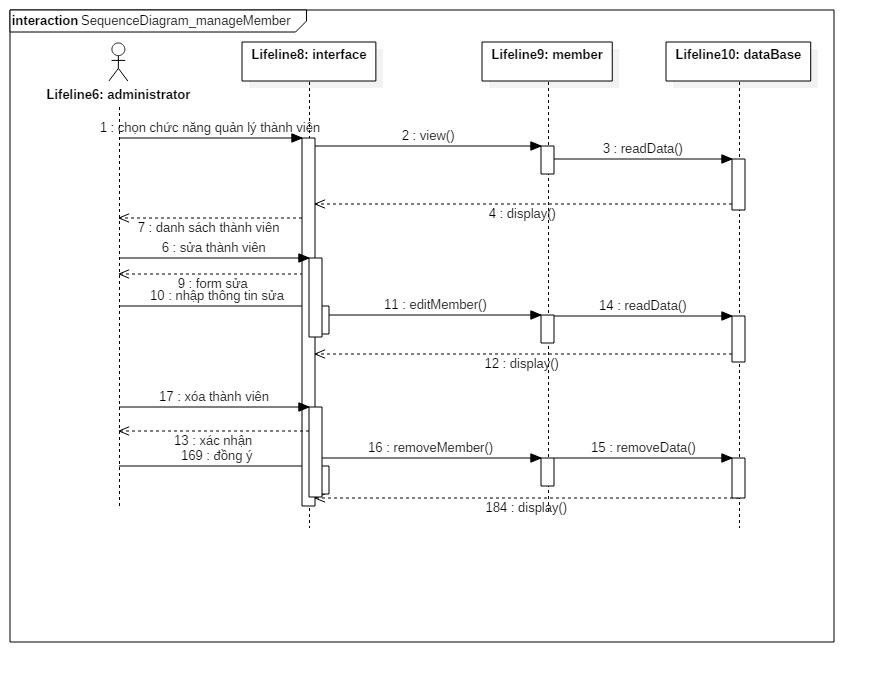 interaction SequenceDiagram_manageMember
Lifeline6: administrator
Lifeline8: interface
Lifeline9: member
Lifeline10: dataBase
1 : chọn chức năng quản lý thành viên
2 : view()
3 : readData()
4 : display()
7 : danh sách thành viên
6 : sửa thành viên
9 : form sửa
10 : nhập thông tin sửa
11 : editMember()
14 : readData()
12 : display()
17 : xóa thành viên
13 : xác nhận
169 : đồng ý
16 : removeMember()
15 : removeData()
184 : display()